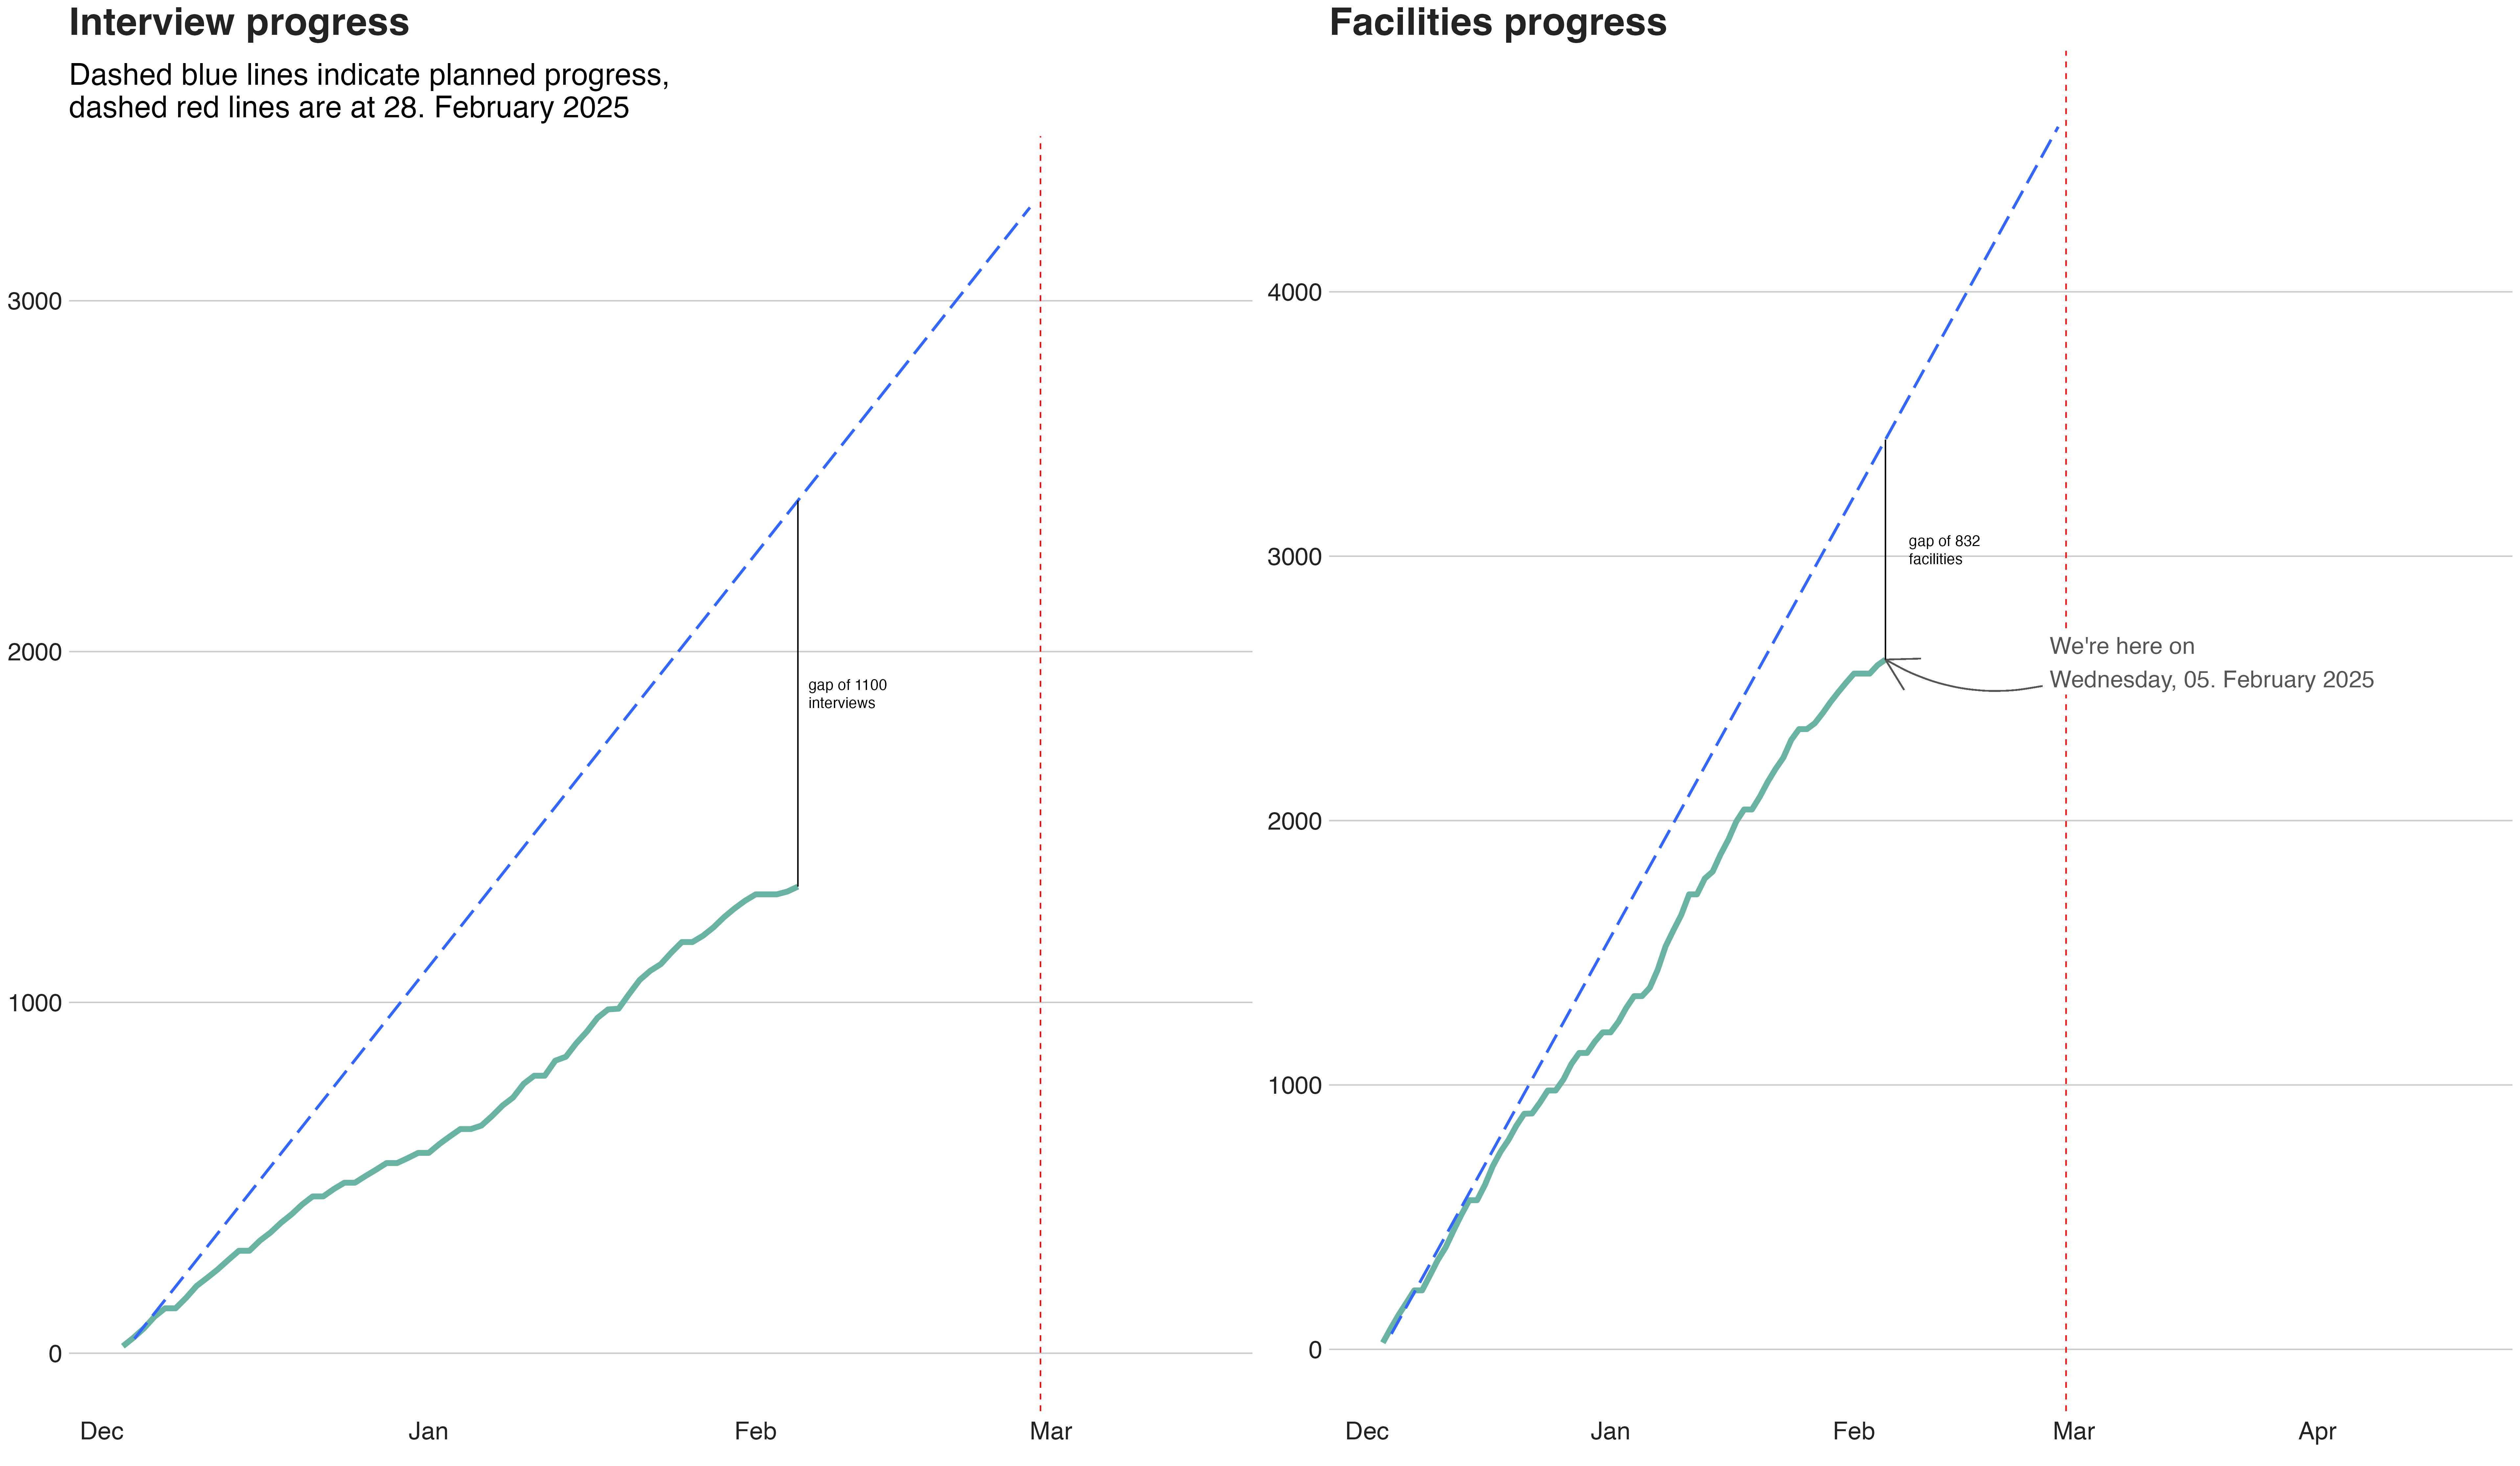 Interview progress
Dashed blue lines indicate planned progress,
dashed red lines are at 28. February 2025
3000
2000
1000
0
gap of 1100
interviews
Dec
Jan
Feb
Mar
Facilities progress
4000
3000
2000
1000
0
gap of 832
facilities
We're here on
Wednesday, 05. February 2025
Dec
Jan
Feb
Mar
Apr